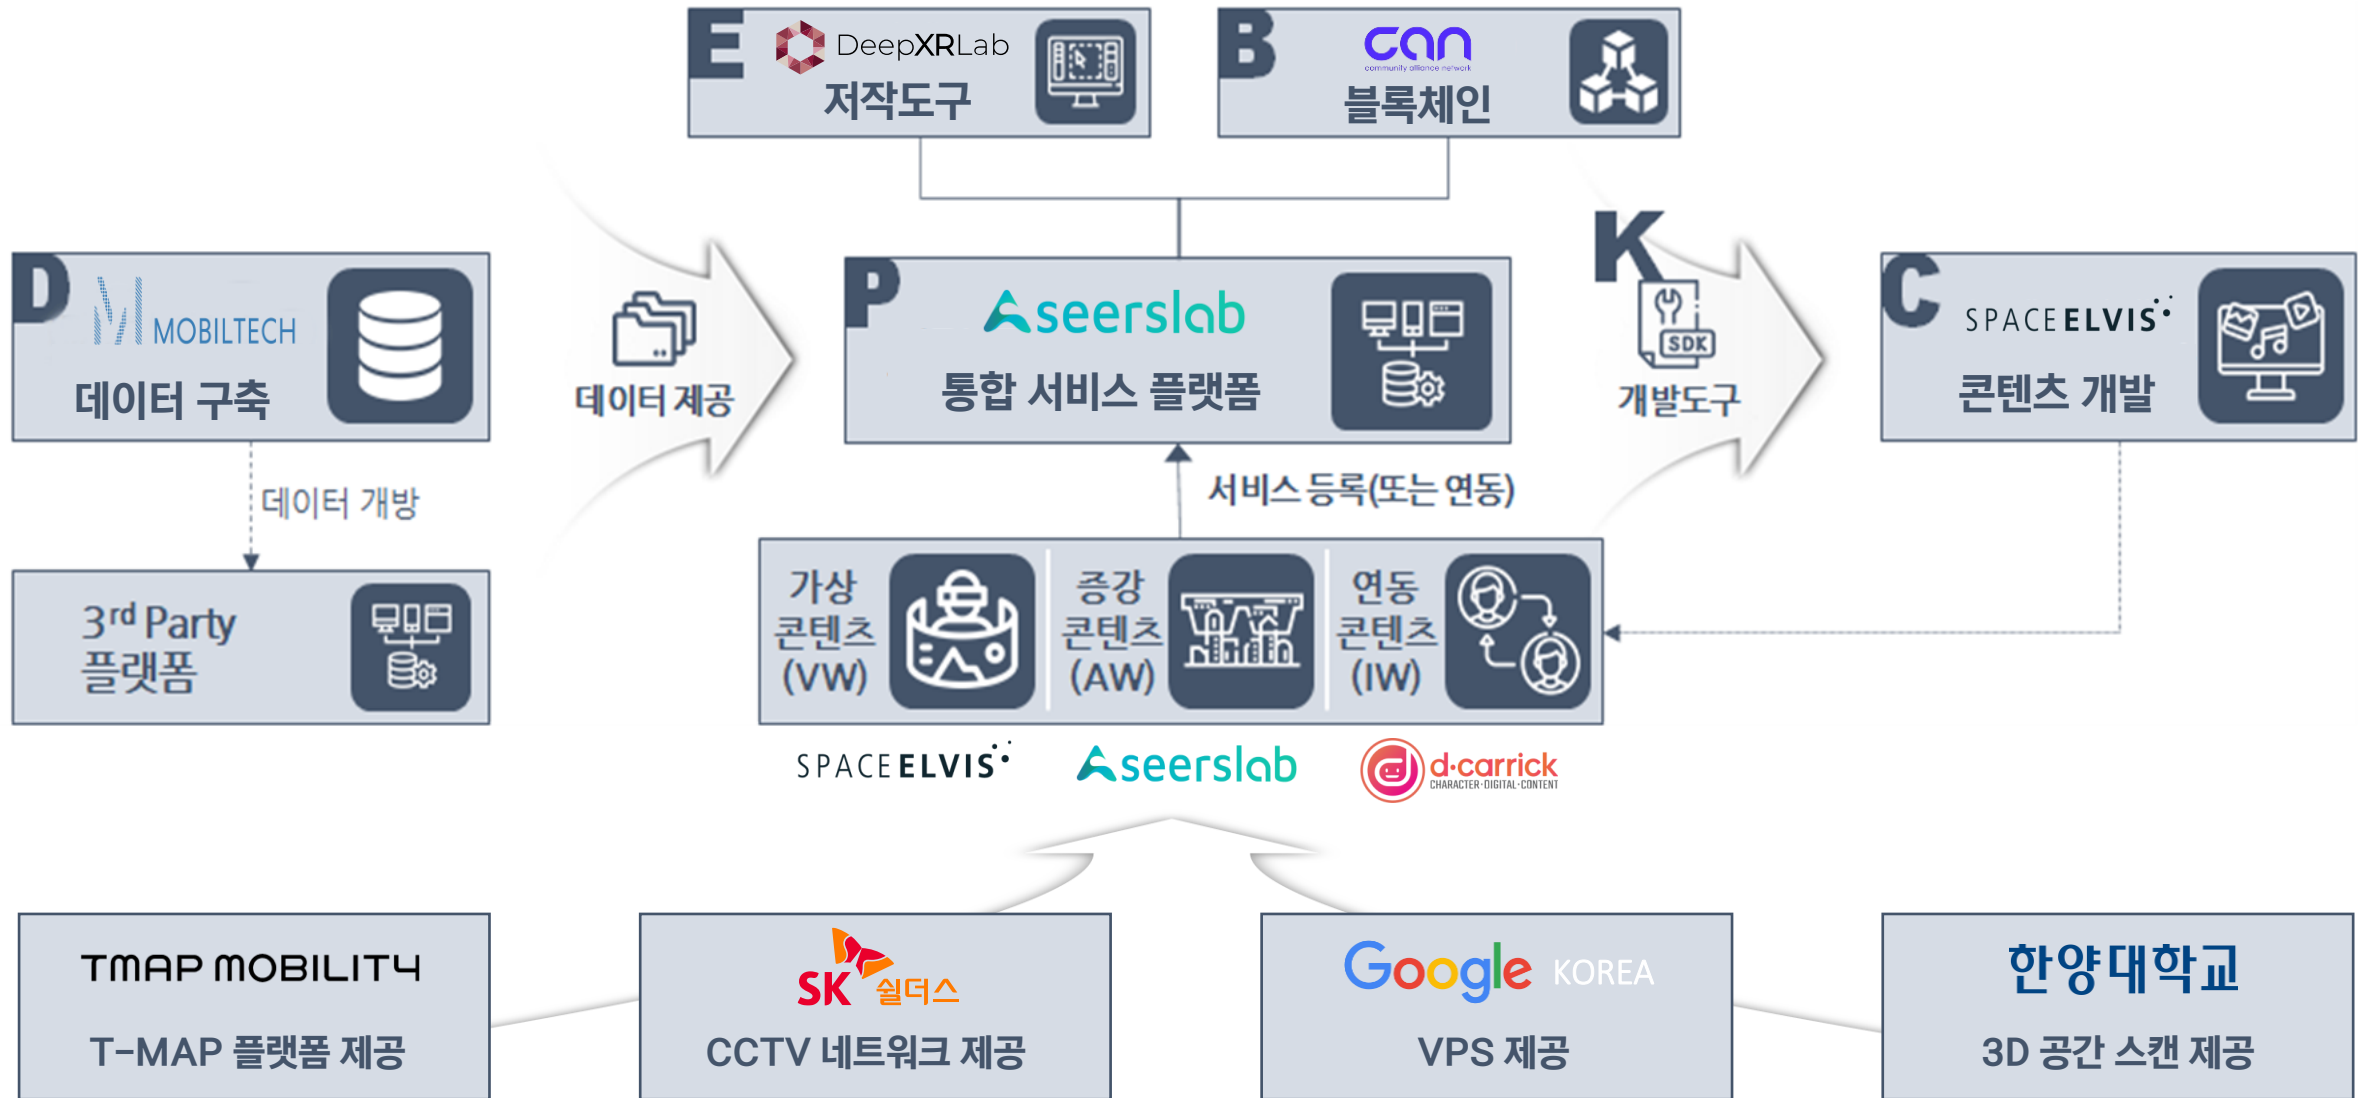 E
DeepXRLab
저작도구
B
can
community alliance network
블록체인
D
MOBILTECH
데이터 구축
데이터 제공
P
seerslab
통합 서비스 플랫폼
K
SDK
개발도구
C
SPACE ELVIS
콘텐츠 개발
데이터 개방
서비스 등록(또는 연동)
3rd Party
플랫폼
가상
콘텐츠
(VW)
증강
콘텐츠
(AW)
연동
콘텐츠
(IW)
SPACE ELVIS
seerslab
d·carrick
CHARACTER·DIGITAL·CONTENT
TMAP MOBILITY
T-MAP 플랫폼 제공
SK 쉴더스
CCTV 네트워크 제공
Google KOREA
VPS 제공
한양대학교
3D 공간 스캔 제공